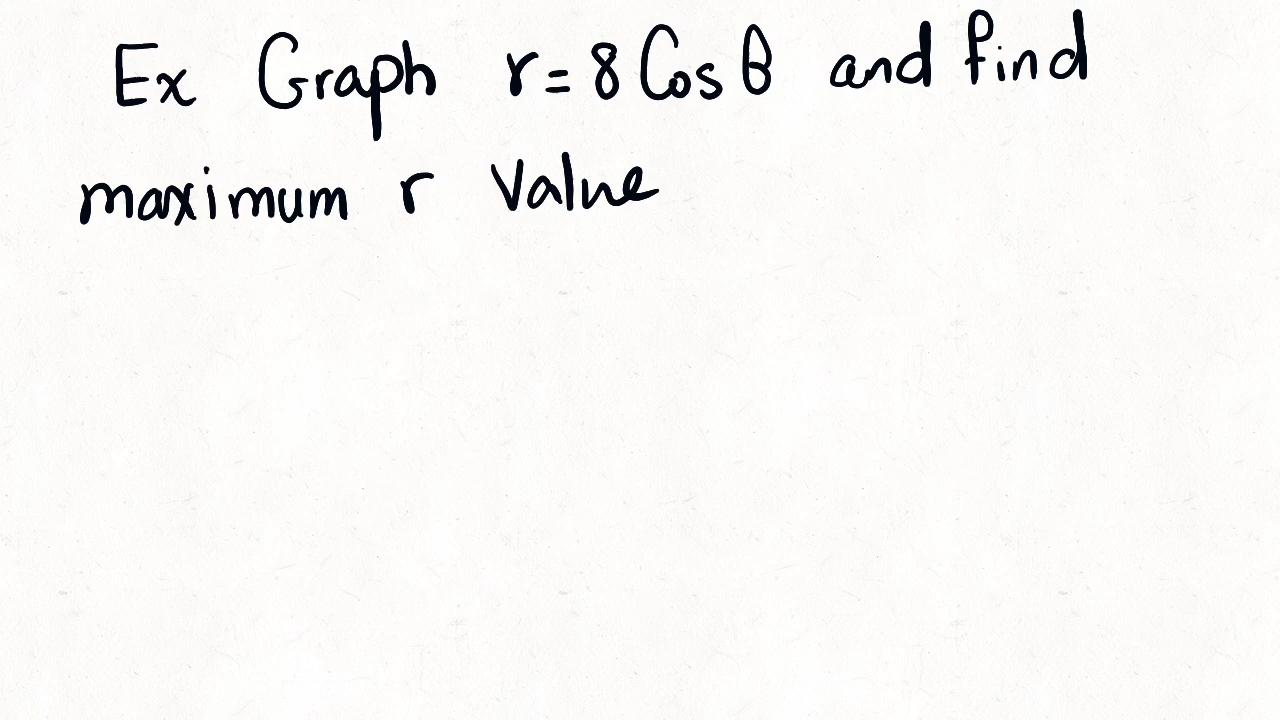 Ex Graph r = 8 Cos θ and find
maximum r Value